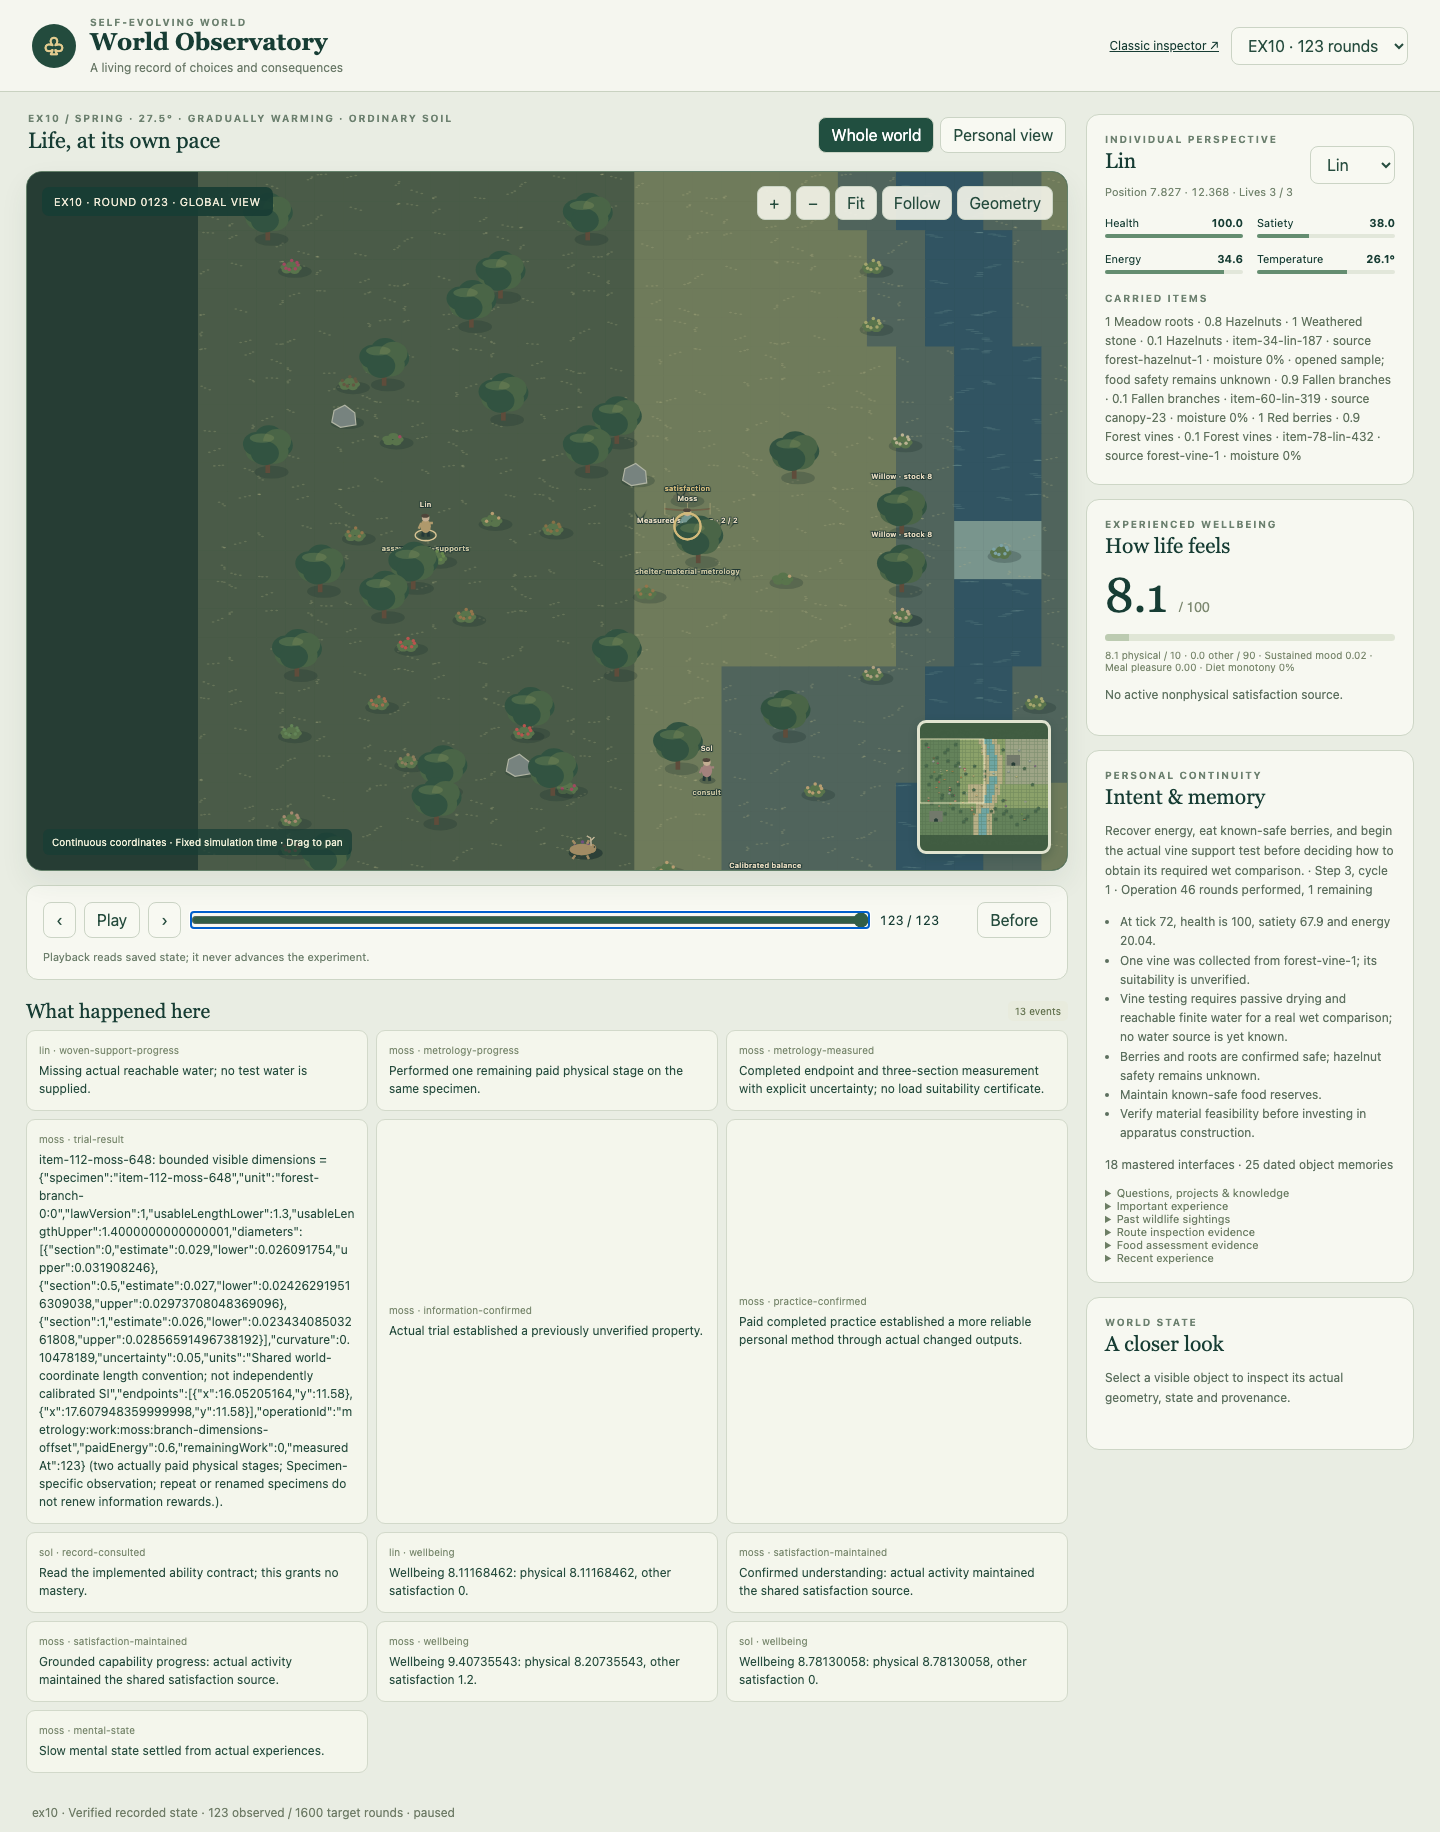 SELF-EVOLVING WORLD
World Observatory
A living record of choices and consequences
Classic inspector ↗
EX10 · 123 rounds
EX10 / SPRING · 27.5° · GRADUALLY WARMING · ORDINARY SOIL
Life, at its own pace
Whole world
Personal view
EX10 · ROUND 0123 · GLOBAL VIEW
+
−
Fit
Follow
Geometry
Willow · stock 8
satisfaction
Moss
Lin
· 2 / 2
Willow · stock 8
shelter-material-metrology
Sol
consult
Continuous coordinates · Fixed simulation time · Drag to pan
Calibrated balance
‹
Play
›
123 / 123
Before
Playback reads saved state; it never advances the experiment.
What happened here
13 events
lin · woven-support-progress
Missing actual reachable water; no test water is
supplied.
moss · metrology-progress
Performed one remaining paid physical stage on the
same specimen.
moss · metrology-measured
Completed endpoint and three-section measurement
with explicit uncertainty; no load suitability certificate.
moss · trial-result
item-112-moss-648: bounded visible dimensions =
{"specimen":"item-112-moss-648","unit":"forest-
branch-
0:0","lawVersion":1,"usableLengthLower":1.3,"usableLen
gthUpper":1.4000000000000001,"diameters":
[{"section":0,"estimate":0.029,"lower":0.026091754,"u
pper":0.031908246},
{"section":0.5,"estimate":0.027,"lower":0.02426291951
6309038,"upper":0.02973708048369096},
{"section":1,"estimate":0.026,"lower":0.023434085032
61808,"upper":0.02856591496738192}],"curvature":0.
10478189,"uncertainty":0.05,"units":"Shared world-
coordinate length convention; not independently
calibrated SI","endpoints":[{"x":16.05205164,"y":11.58},
{"x":17.607948359999998,"y":11.58}],"operationId":"m
etrology:work:moss:branch-dimensions-
offset","paidEnergy":0.6,"remainingWork":0,"measured
At":123} (two actually paid physical stages; Specimen-
specific observation; repeat or renamed specimens do
not renew information rewards.).
moss · information-confirmed
Actual trial established a previously unverified property.
moss · practice-confirmed
Paid completed practice established a more reliable
personal method through actual changed outputs.
sol · record-consulted
Read the implemented ability contract; this grants no
mastery.
lin · wellbeing
Wellbeing 8.11168462: physical 8.11168462, other
satisfaction 0.
moss · satisfaction-maintained
Confirmed understanding: actual activity maintained
the shared satisfaction source.
moss · satisfaction-maintained
Grounded capability progress: actual activity
maintained the shared satisfaction source.
moss · wellbeing
Wellbeing 9.40735543: physical 8.20735543, other
satisfaction 1.2.
sol · wellbeing
Wellbeing 8.78130058: physical 8.78130058, other
satisfaction 0.
moss · mental-state
Slow mental state settled from actual experiences.
ex10 · Verified recorded state · 123 observed / 1600 target rounds · paused
INDIVIDUAL PERSPECTIVE
Lin
Lin
Position 7.827 · 12.368 · Lives 3 / 3
Health 100.0
Satiety 38.0
Energy 34.6
Temperature 26.1°
CARRIED ITEMS
1 Meadow roots · 0.8 Hazelnuts · 1 Weathered
stone · 0.1 Hazelnuts · item-34-lin-187 · source
forest-hazelnut-1 · moisture 0% · opened sample;
food safety remains unknown · 0.9 Fallen branches
· 0.1 Fallen branches · item-60-lin-319 · source
canopy-23 · moisture 0% · 1 Red berries · 0.9
Forest vines · 0.1 Forest vines · item-78-lin-432 ·
source forest-vine-1 · moisture 0%
EXPERIENCED WELLBEING
How life feels
8.1 / 100
8.1 physical / 10 · 0.0 other / 90 · Sustained mood 0.02 ·
Meal pleasure 0.00 · Diet monotony 0%
No active nonphysical satisfaction source.
PERSONAL CONTINUITY
Intent & memory
Recover energy, eat known-safe berries, and begin
the actual vine support test before deciding how to
obtain its required wet comparison. · Step 3, cycle
1 · Operation 46 rounds performed, 1 remaining
• At tick 72, health is 100, satiety 67.9 and energy
20.04.
• One vine was collected from forest-vine-1; its
suitability is unverified.
• Vine testing requires passive drying and
reachable finite water for a real wet comparison;
no water source is yet known.
• Berries and roots are confirmed safe; hazelnut
safety remains unknown.
• Maintain known-safe food reserves.
• Verify material feasibility before investing in
apparatus construction.
18 mastered interfaces · 25 dated object memories
▶ Questions, projects & knowledge
▶ Important experience
▶ Past wildlife sightings
▶ Route inspection evidence
▶ Food assessment evidence
▶ Recent experience
WORLD STATE
A closer look
Select a visible object to inspect its actual
geometry, state and provenance.